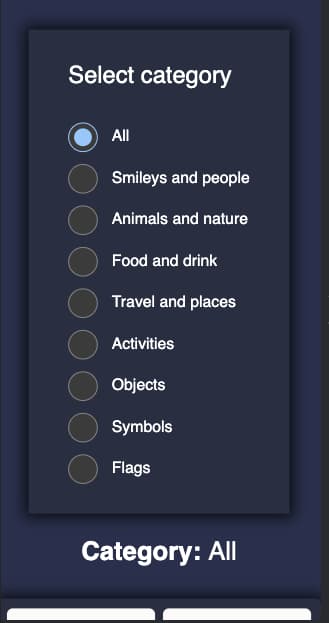 Select category
All
Smileys and people
Animals and nature
Food and drink
Travel and places
Activities
Objects
Symbols
Flags
Category: All